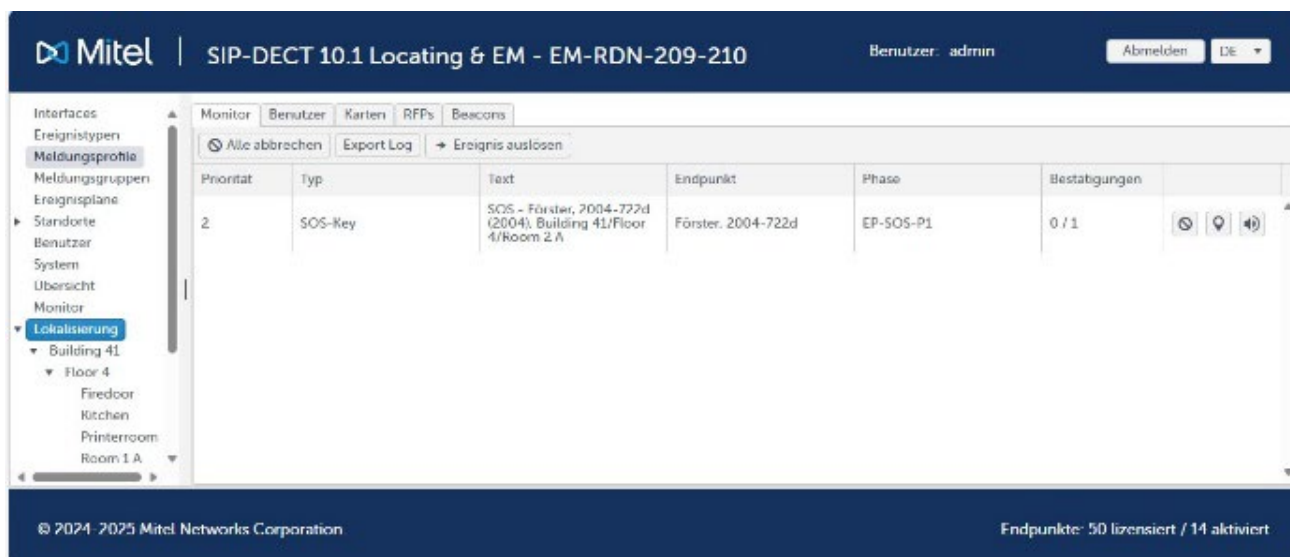 Mitel | SIP-DECT 10.1 Locating & EM - EM-RDN-209-210 Benutzer: admin Abmelden DE
Interfaces
Ereignistypen
Meldungsprofile
Meldungsgruppen
Ereignispläne
Standorte
Benutzer
System
Übersicht
Monitor
Lokalisierung
Building 41
Floor 4
Firedoor
Kitchen
Printerroom
Room 1 A
Monitor Benutzer Karten RFPs Beacons
Alle abbrechen Export Log Ereignis auslösen
Priorität Typ Text Endpunkt Phase Bestätigungen
2 SOS-Key SOS - Förster, 2004-722d
(2004), Building 41/Floor
4/Room 2 A
Förster, 2004-722d EP-SOS-P1 0 / 1
© 2024-2025 Mitel Networks Corporation Endpunkte: 50 lizensiert / 14 aktiviert